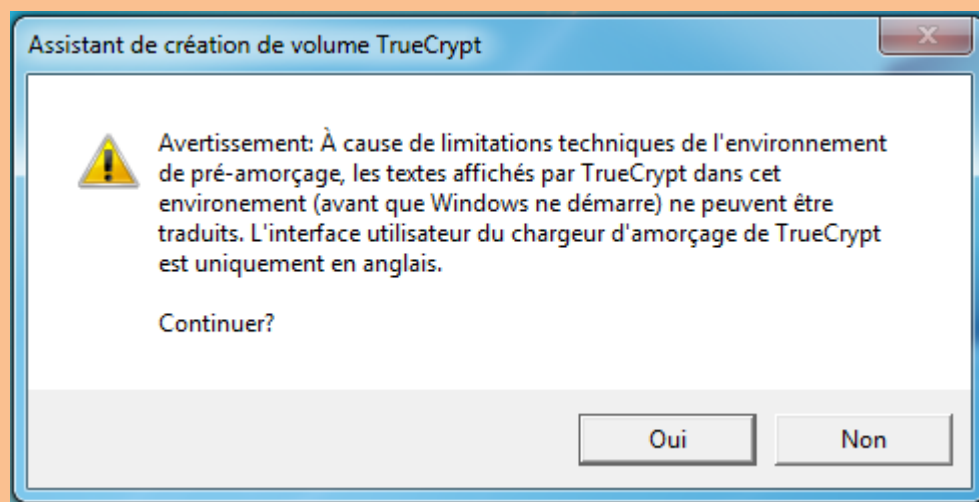 Assistant de création de volume TrueCrypt
Avertissement: À cause de limitations techniques de l'environnement
de pré-amorçage, les textes affichés par TrueCrypt dans cet
environement (avant que Windows ne démarre) ne peuvent être
traduits. L'interface utilisateur du chargeur d'amorçage de TrueCrypt
est uniquement en anglais.
Continuer?
Oui
Non